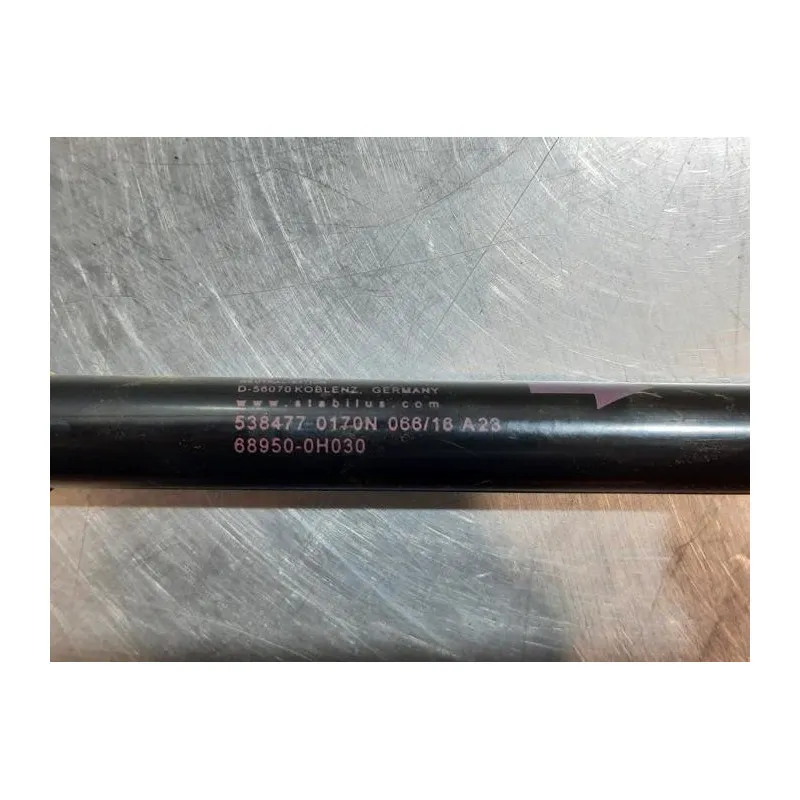 D-56070 KOBLENZ, GERMANY
www.stabilus.com
538477 0170N 066/16 A23
68950-0H030